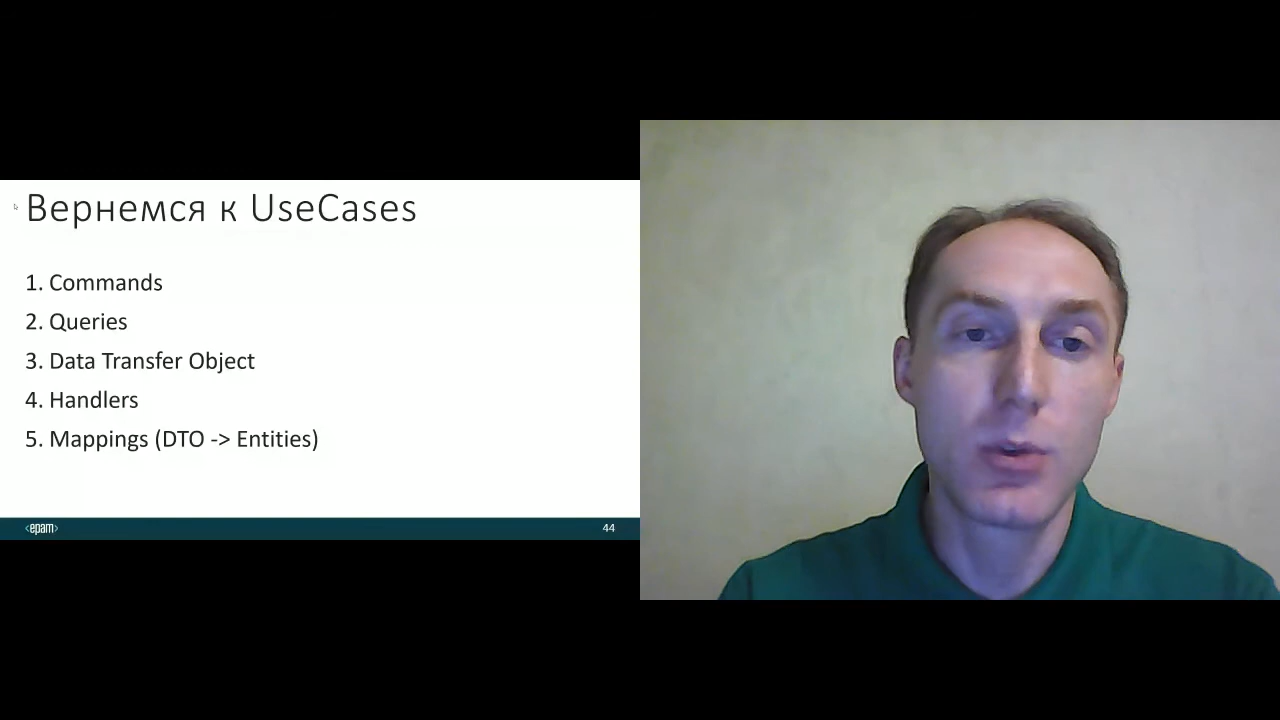 Вернемся к UseCases
1. Commands
2. Queries
3. Data Transfer Object
4. Handlers
5. Mappings (DTO -> Entities)
<epam>
44